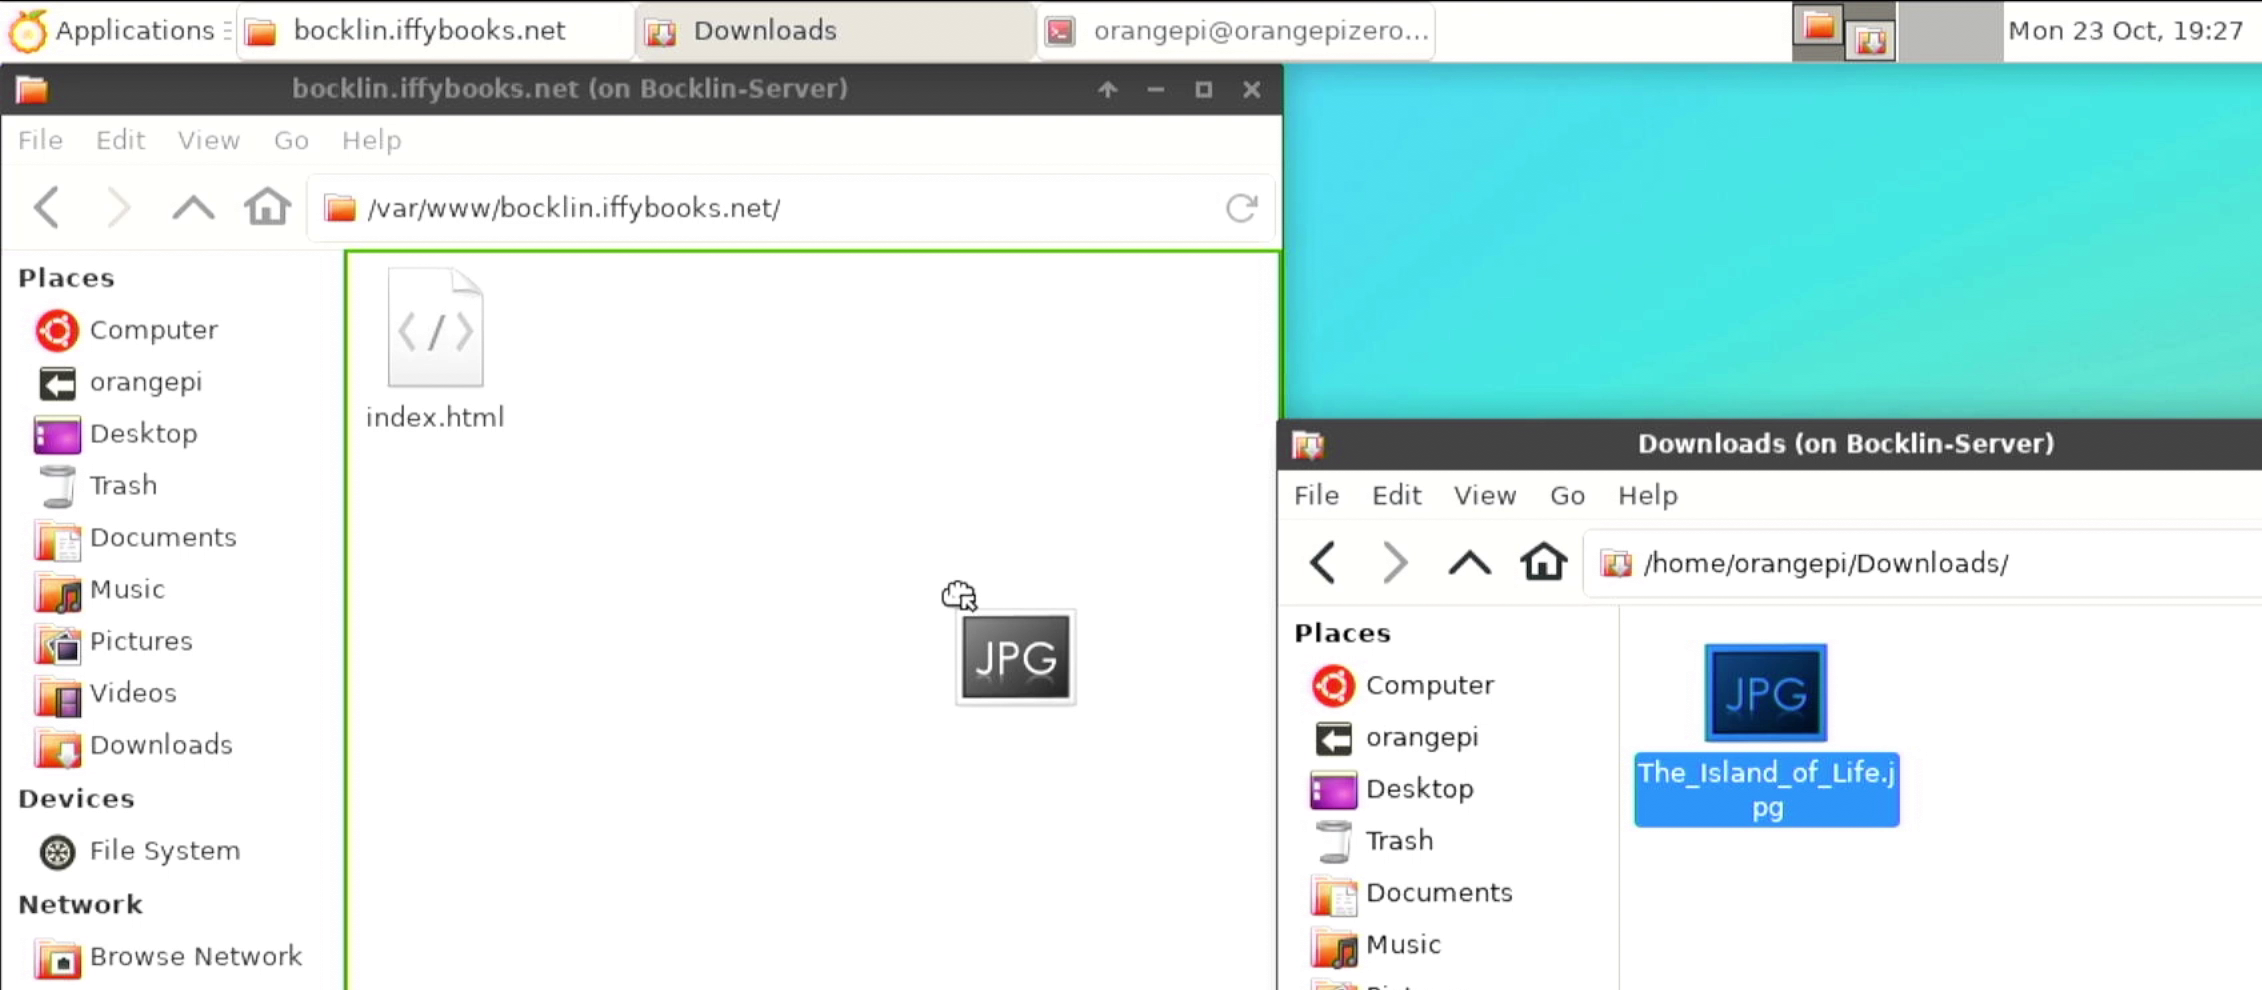 Applications
bocklin.iffybooks.net
Downloads
orangepi@orangepizero...
Mon 23 Oct, 19:27
bocklin.iffybooks.net (on Bocklin-Server)
File Edit View Go Help
/var/www/bocklin.iffybooks.net/
Places
Computer
orangepi
Desktop
Trash
Documents
Music
Pictures
Videos
Downloads
Devices
File System
Network
Browse Network
</>
index.html
JPG
Downloads (on Bocklin-Server)
File Edit View Go Help
/home/orangepi/Downloads/
Places
Computer
orangepi
Desktop
Trash
Documents
Music
JPG
The_Island_of_Life.j
pg